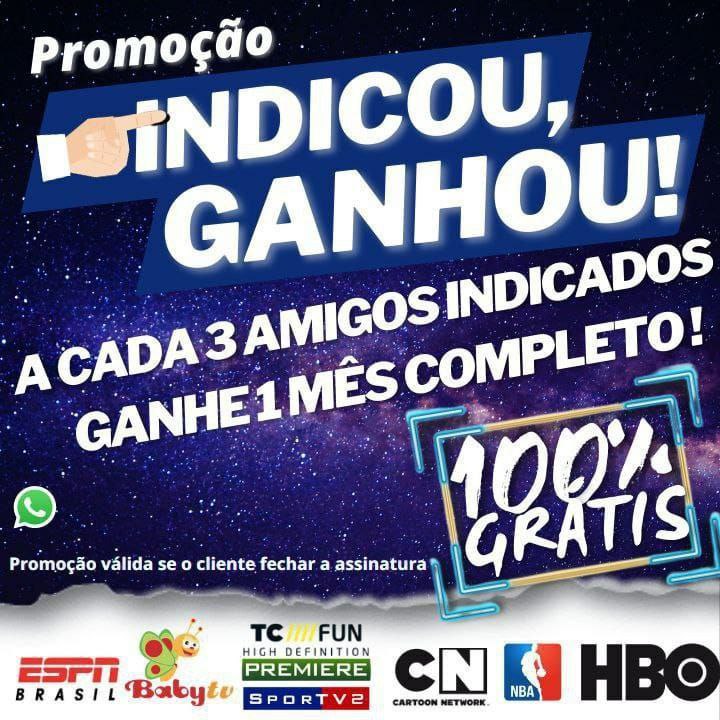 Promoção
INDICOU,
GANHOU!
A CADA 3 AMIGOS INDICADOS
GANHE 1 MÊS COMPLETO!
100%
GRÁTIS
Promoção válida se o cliente fechar a assinatura
ESPN
BRASIL
Babytv
TC FUN
HIGH DEFINITION
PREMIERE
SPORTV2
CN
CARTOON NETWORK
NBA
HBO